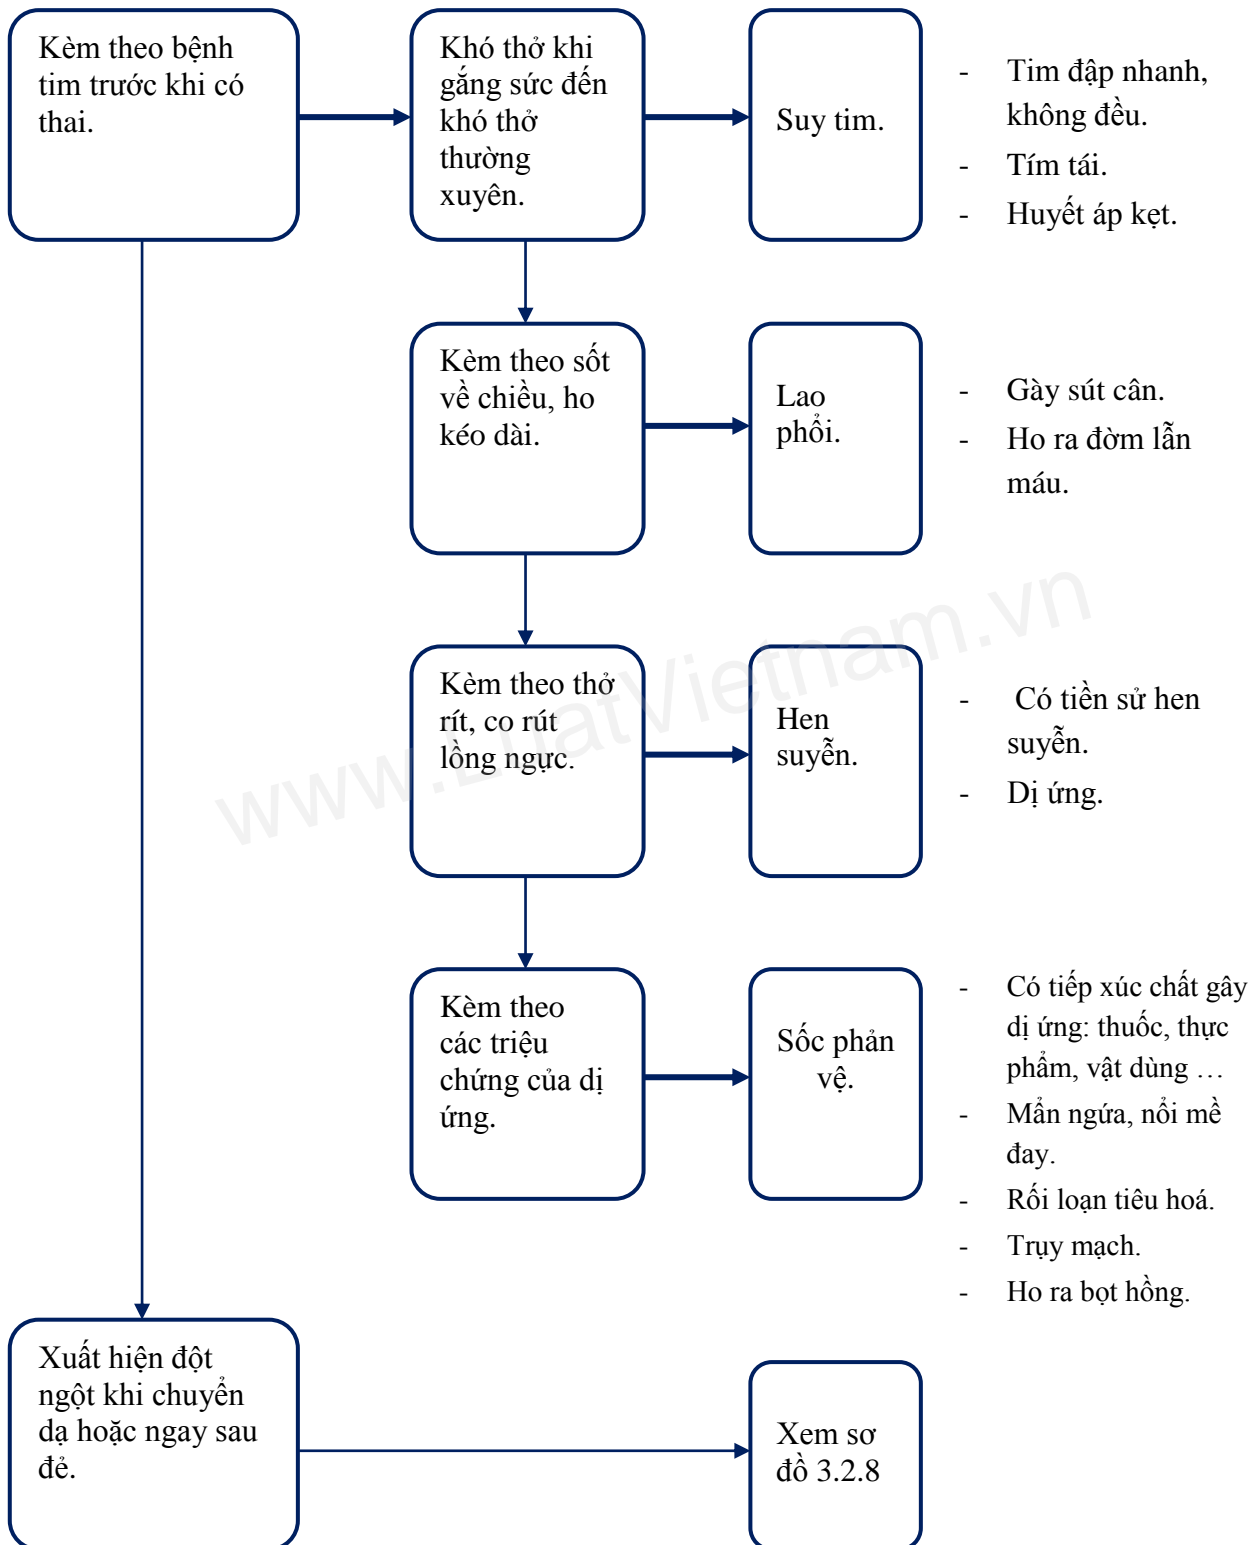 Kèm theo bệnh
tim trước khi có
thai.
Khó thở khi
gắng sức đến
khó thở
thường
xuyên.
Suy tim.
- Tim đập nhanh,
không đều.
- Tím tái.
- Huyết áp kẹt.
Kèm theo sốt
về chiều, ho
kéo dài.
Lao
phổi.
- Gày sút cân.
- Ho ra đờm lẫn
máu.
Kèm theo thở
rít, co rút
lồng ngực.
Hen
suyễn.
- Có tiền sử hen
suyễn.
- Dị ứng.
www.LuatVietnam.vn
Kèm theo
các triệu
chứng của dị
ứng.
Sốc phản
vệ.
- Có tiếp xúc chất gây
dị ứng: thuốc, thực
phẩm, vật dùng …
- Mẩn ngứa, nổi mề
đay.
- Rối loạn tiêu hoá.
- Trụy mạch.
- Ho ra bọt hồng.
Xuất hiện đột
ngột khi chuyển
dạ hoặc ngay sau
đẻ.
Xem sơ
đồ 3.2.8